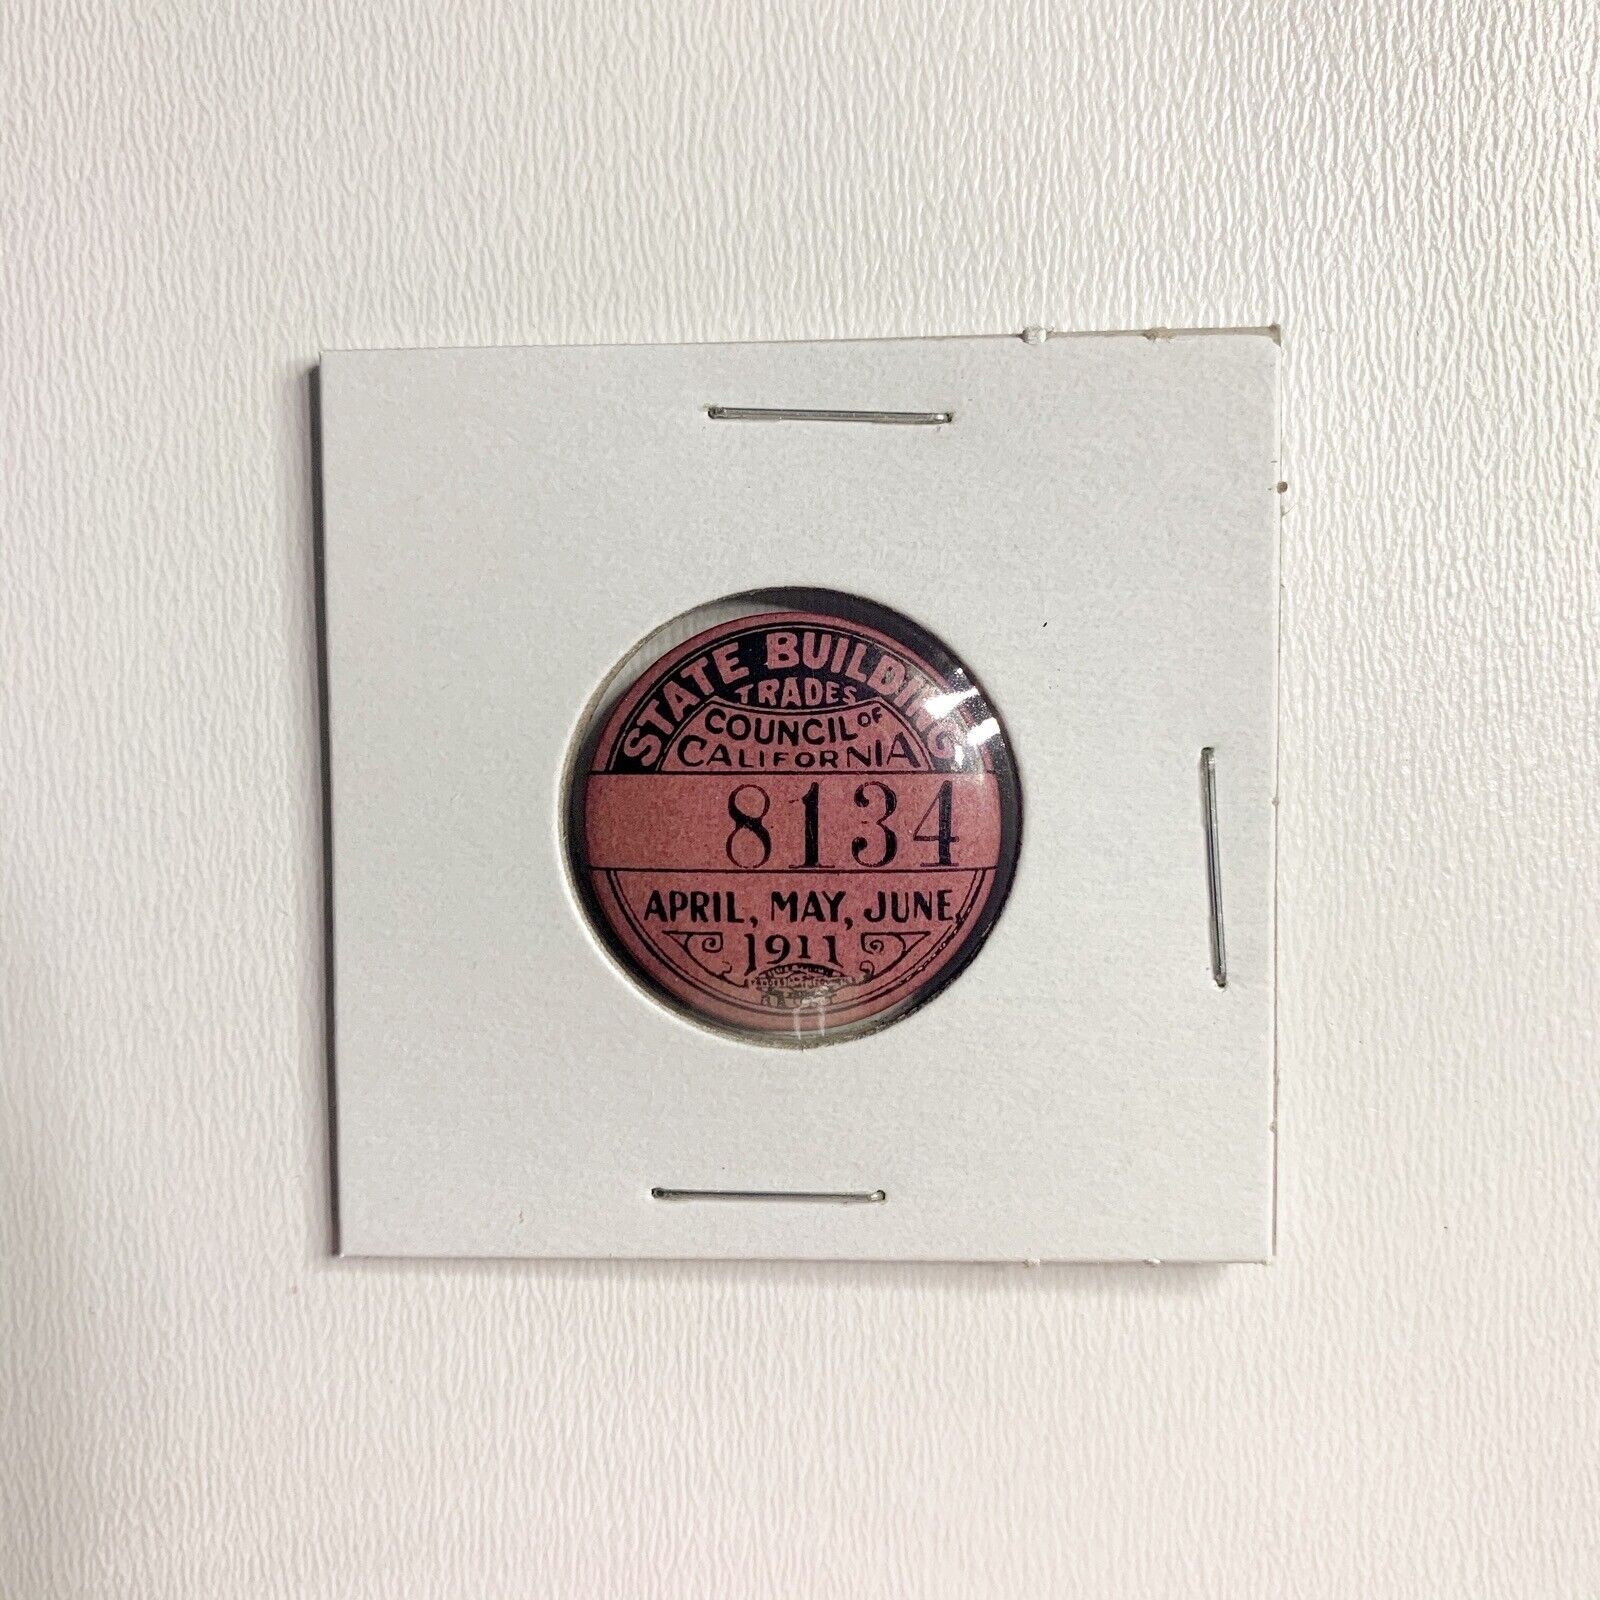 STATE BUILDING
TRADES
COUNCIL OF
CALIFORNIA
8134
APRIL, MAY, JUNE,
1911